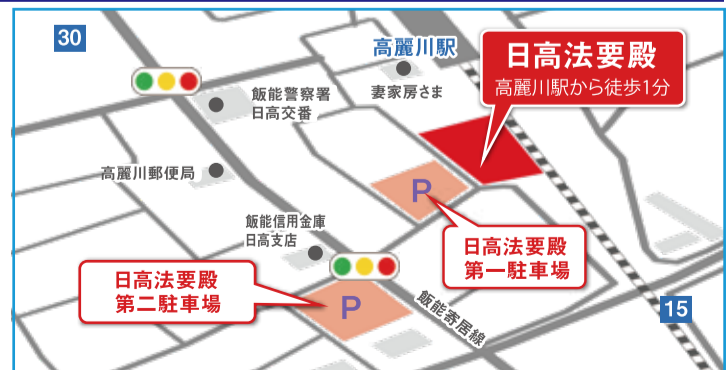 30
高麗川駅
日高法要殿
高麗川駅から徒歩1分
妻家房さま
飯能警察署
日高交番
高麗川郵便局
P
飯能信用金庫
日高支店
日高法要殿
第一駐車場
日高法要殿
第二駐車場
P
飯能寄居線
15